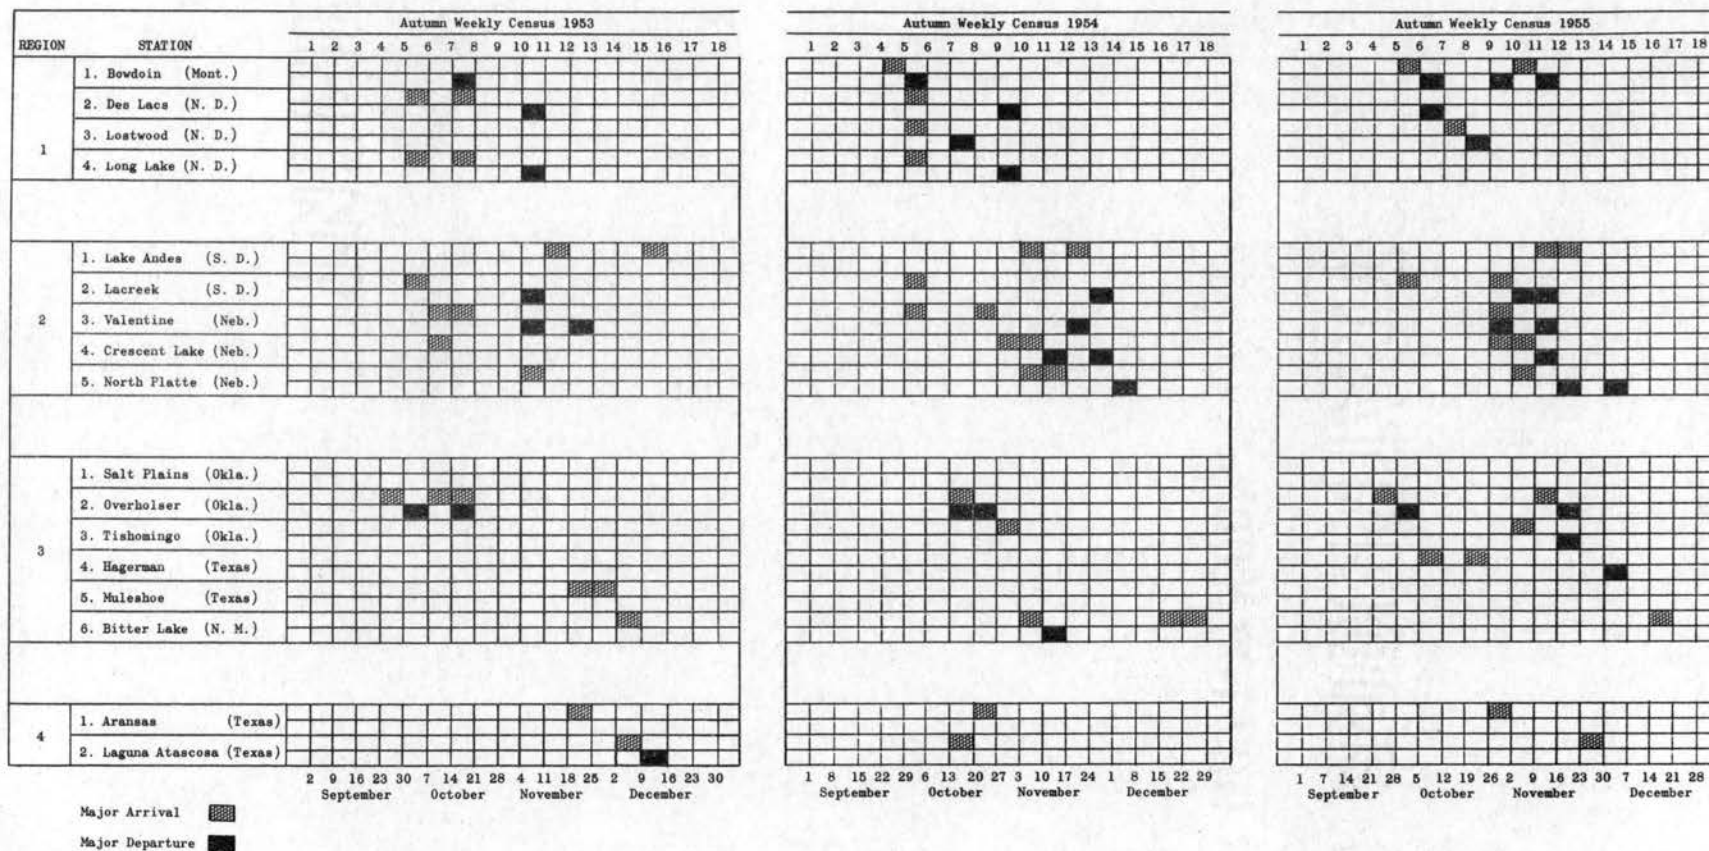 Autumn Weekly Census 1953 Autumn Weekly Census 1954 Autumn Weekly Census 1955
REGION STATION 1 2 3 4 5 6 7 8 9 10 11 12 13 14 15 16 17 18 1 2 3 4 5 6 7 8 9 10 11 12 13 14 15 16 17 18 1 2 3 4 5 6 7 8 9 10 11 12 13 14 15 16 17 18
1
1. Bowdoin (Mont.)
2. Des Lacs (N. D.)
3. Lostwood (N. D.)
4. Long Lake (N. D.)
2
1. Lake Andes (S. D.)
2. Lacreek (S. D.)
3. Valentine (Neb.)
4. Crescent Lake (Neb.)
5. North Platte (Neb.)
3
1. Salt Plains (Okla.)
2. Overholser (Okla.)
3. Tishomingo (Okla.)
4. Hagerman (Texas)
5. Muleshoe (Texas)
6. Bitter Lake (N. M.)
4
1. Aransas (Texas)
2. Laguna Atascosa (Texas)
2 9 16 23 30 7 14 21 28 4 11 18 25 2 9 16 23 30 1 8 15 22 29 6 13 20 27 3 10 17 24 1 8 15 22 29 1 7 14 21 28 5 12 19 26 2 9 16 23 30 7 14 21 28
September October November December September October November December September October November December
Major Arrival
Major Departure